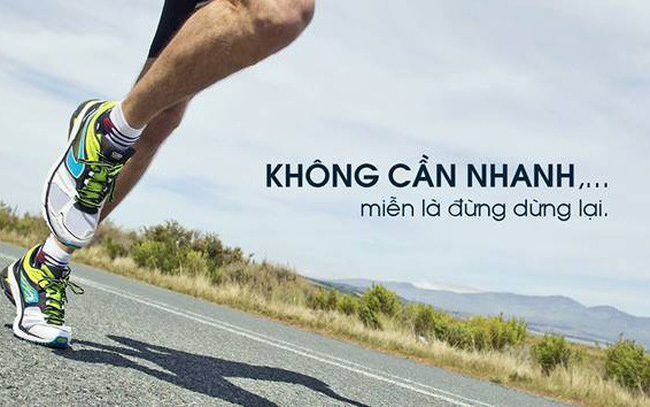 KHÔNG CẦN NHANH,...
miễn là đừng dừng lại.